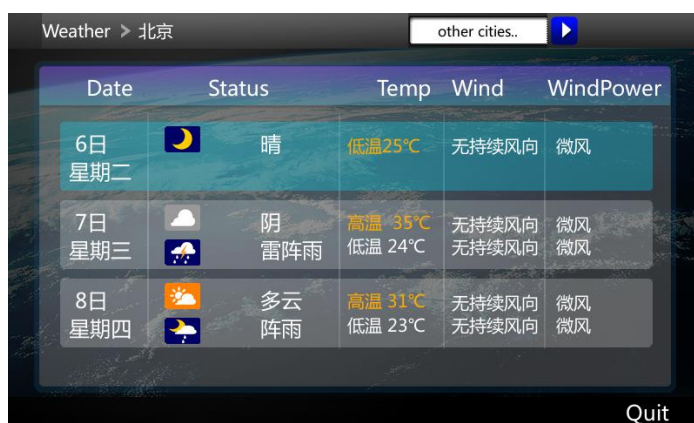 Weather > 北京
other cities..
Date Status Temp Wind WindPower
6日 晴 低温25℃ 无持续风向 微风
星期二
7日 阴 高温 35℃ 无持续风向 微风
星期三 雷阵雨 低温 24℃ 无持续风向 微风
8日 多云 高温 31℃ 无持续风向 微风
星期四 阵雨 低温 23℃ 无持续风向 微风
Quit